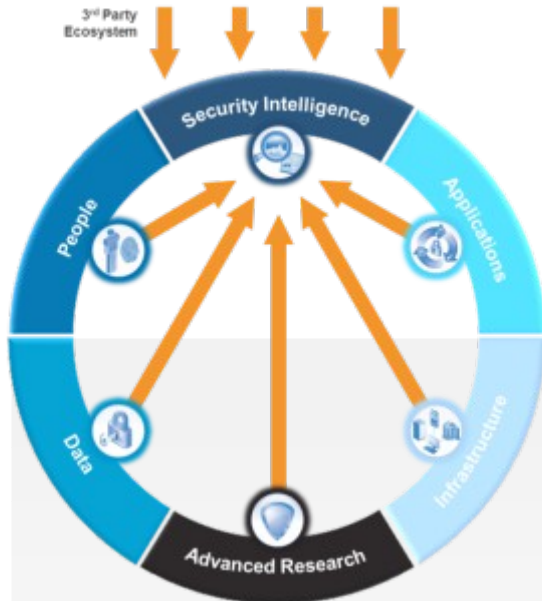 3rd Party
Ecosystem
Security Intelligence
People
Applications
Data
Infrastructure
Advanced Research